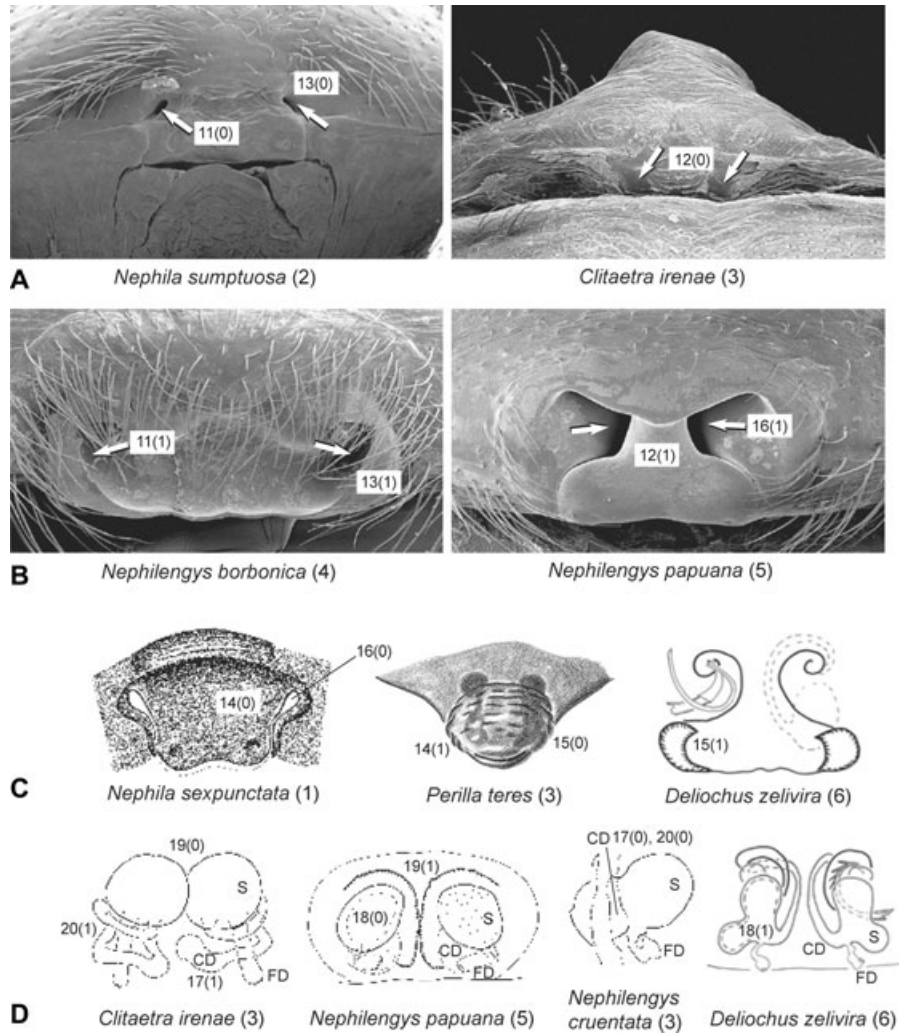 13(0)
11(0)
12(0)
A
Nephila sumptuosa (2)
Clitaetra irenae (3)
11(1)
13(1)
16(1)
12(1)
B
Nephilengys borbonica (4)
Nephilengys papuana (5)
16(0)
14(0)
14(1)
15(0)
15(1)
C
Nephila sexpunctata (1)
Perilla teres (3)
Deliochus zelivira (6)
19(0)
S
20(1)
CD
17(1)
FD
19(1)
18(0)
S
CD
FD
CD 17(0), 20(0)
S
FD
18(1)
CD
S
FD
D
Clitaetra irenae (3)
Nephilengys papuana (5)
Nephilengys
cruentata (3)
Deliochus zelivira (6)